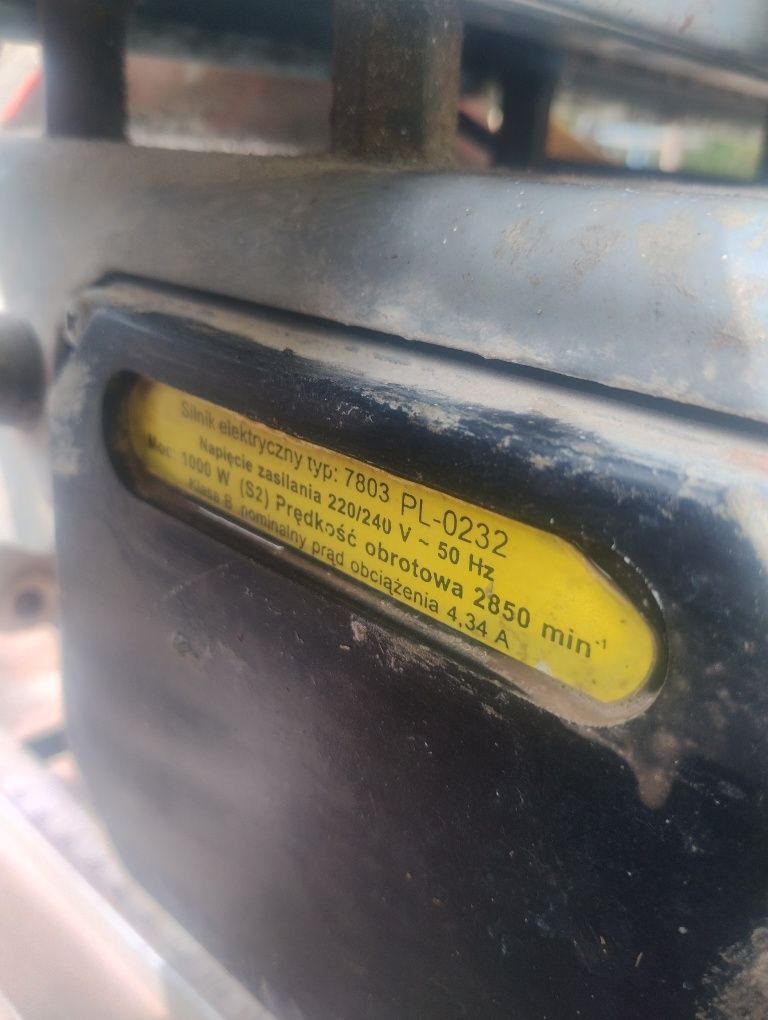 Silnik elektryczny typ: 7803 PL-0232
Napięcie zasilania 220/240 V ~ 50 Hz
Moc: 1000 W (S2) Prędkość obrotowa 2850 min⁻¹
Klasa B nominalny prąd obciążenia 4,34 A